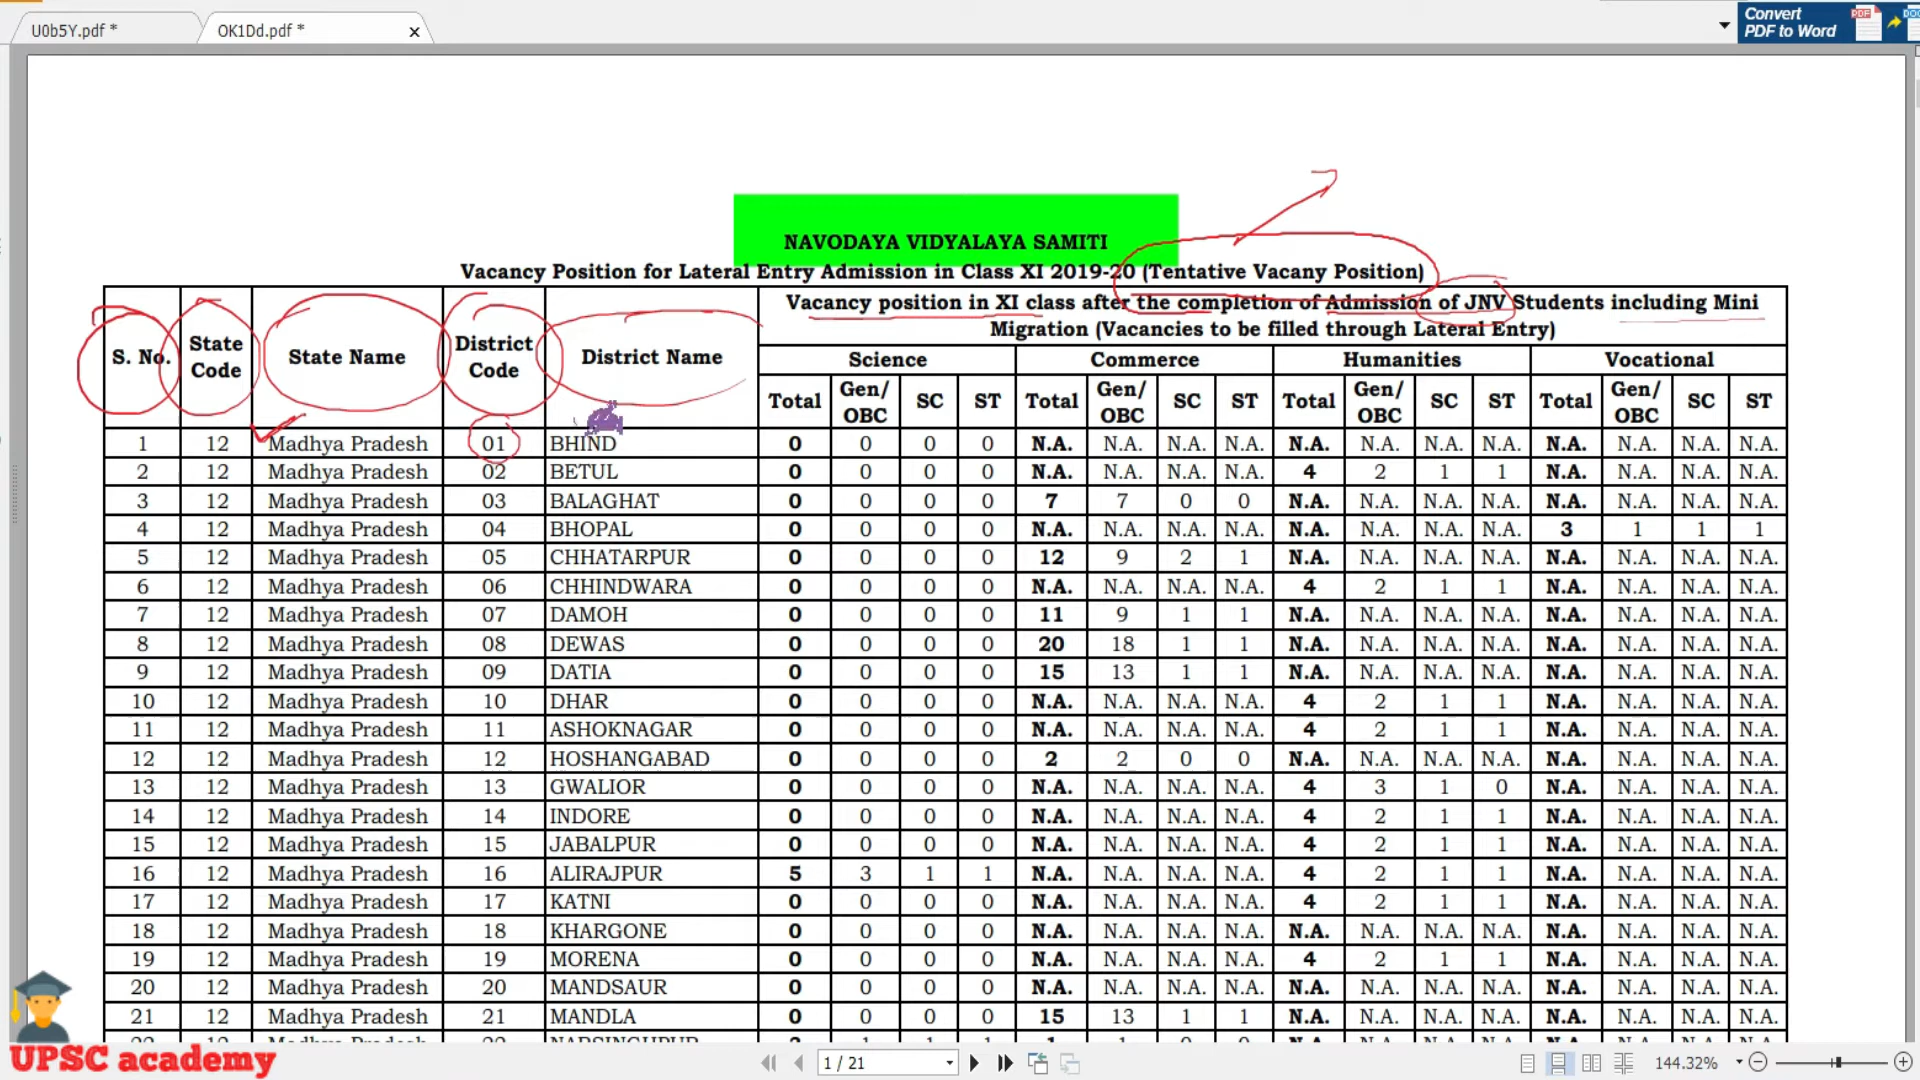 U0b5Y.pdf *
OK1Dd.pdf *
Convert
PDF to Word
PDF
NAVODAYA VIDYALAYA SAMITI
Vacancy Position for Lateral Entry Admission in Class XI 2019-20 (Tentative Vacany Position)
S. No. State Code State Name District Code District Name Vacancy position in XI class after the completion of Admission of JNV Students including Mini Migration (Vacancies to be filled through Lateral Entry)
Science Commerce Humanities Vocational
Total Gen/ OBC SC ST Total Gen/ OBC SC ST Total Gen/ OBC SC ST Total Gen/ OBC SC ST
1 12 Madhya Pradesh 01 BHIND 0 0 0 0 N.A. N.A. N.A. N.A. N.A. N.A. N.A. N.A. N.A. N.A. N.A. N.A.
2 12 Madhya Pradesh 02 BETUL 0 0 0 0 N.A. N.A. N.A. N.A. 4 2 1 1 N.A. N.A. N.A. N.A.
3 12 Madhya Pradesh 03 BALAGHAT 0 0 0 0 7 7 0 0 N.A. N.A. N.A. N.A. N.A. N.A. N.A. N.A.
4 12 Madhya Pradesh 04 BHOPAL 0 0 0 0 N.A. N.A. N.A. N.A. N.A. N.A. N.A. N.A. 3 1 1 1
5 12 Madhya Pradesh 05 CHHATARPUR 0 0 0 0 12 9 2 1 N.A. N.A. N.A. N.A. N.A. N.A. N.A. N.A.
6 12 Madhya Pradesh 06 CHHINDWARA 0 0 0 0 N.A. N.A. N.A. N.A. 4 2 1 1 N.A. N.A. N.A. N.A.
7 12 Madhya Pradesh 07 DAMOH 0 0 0 0 11 9 1 1 N.A. N.A. N.A. N.A. N.A. N.A. N.A. N.A.
8 12 Madhya Pradesh 08 DEWAS 0 0 0 0 20 18 1 1 N.A. N.A. N.A. N.A. N.A. N.A. N.A. N.A.
9 12 Madhya Pradesh 09 DATIA 0 0 0 0 15 13 1 1 N.A. N.A. N.A. N.A. N.A. N.A. N.A. N.A.
10 12 Madhya Pradesh 10 DHAR 0 0 0 0 N.A. N.A. N.A. N.A. 4 2 1 1 N.A. N.A. N.A. N.A.
11 12 Madhya Pradesh 11 ASHOKNAGAR 0 0 0 0 N.A. N.A. N.A. N.A. 4 2 1 1 N.A. N.A. N.A. N.A.
12 12 Madhya Pradesh 12 HOSHANGABAD 0 0 0 0 2 2 0 0 N.A. N.A. N.A. N.A. N.A. N.A. N.A. N.A.
13 12 Madhya Pradesh 13 GWALIOR 0 0 0 0 N.A. N.A. N.A. N.A. 4 3 1 0 N.A. N.A. N.A. N.A.
14 12 Madhya Pradesh 14 INDORE 0 0 0 0 N.A. N.A. N.A. N.A. 4 2 1 1 N.A. N.A. N.A. N.A.
15 12 Madhya Pradesh 15 JABALPUR 0 0 0 0 N.A. N.A. N.A. N.A. 4 2 1 1 N.A. N.A. N.A. N.A.
16 12 Madhya Pradesh 16 ALIRAJPUR 5 3 1 1 N.A. N.A. N.A. N.A. 4 2 1 1 N.A. N.A. N.A. N.A.
17 12 Madhya Pradesh 17 KATNI 0 0 0 0 N.A. N.A. N.A. N.A. 4 2 1 1 N.A. N.A. N.A. N.A.
18 12 Madhya Pradesh 18 KHARGONE 0 0 0 0 N.A. N.A. N.A. N.A. N.A. N.A. N.A. N.A. N.A. N.A. N.A. N.A.
19 12 Madhya Pradesh 19 MORENA 0 0 0 0 N.A. N.A. N.A. N.A. 4 2 1 1 N.A. N.A. N.A. N.A.
20 12 Madhya Pradesh 20 MANDSAUR 0 0 0 0 N.A. N.A. N.A. N.A. N.A. N.A. N.A. N.A. N.A. N.A. N.A. N.A.
21 12 Madhya Pradesh 21 MANDLA 0 0 0 0 15 13 1 1 N.A. N.A. N.A. N.A. N.A. N.A. N.A. N.A.
UPSC academy
1 / 21
144.32%